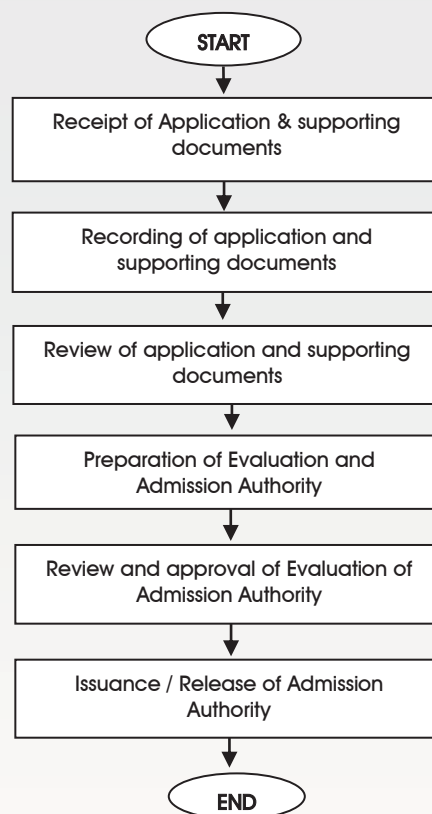 START
Receipt of Application & supporting
documents
Recording of application and
supporting documents
Review of application and supporting
documents
Preparation of Evaluation and
Admission Authority
Review and approval of Evaluation of
Admission Authority
Issuance / Release of Admission
Authority
END